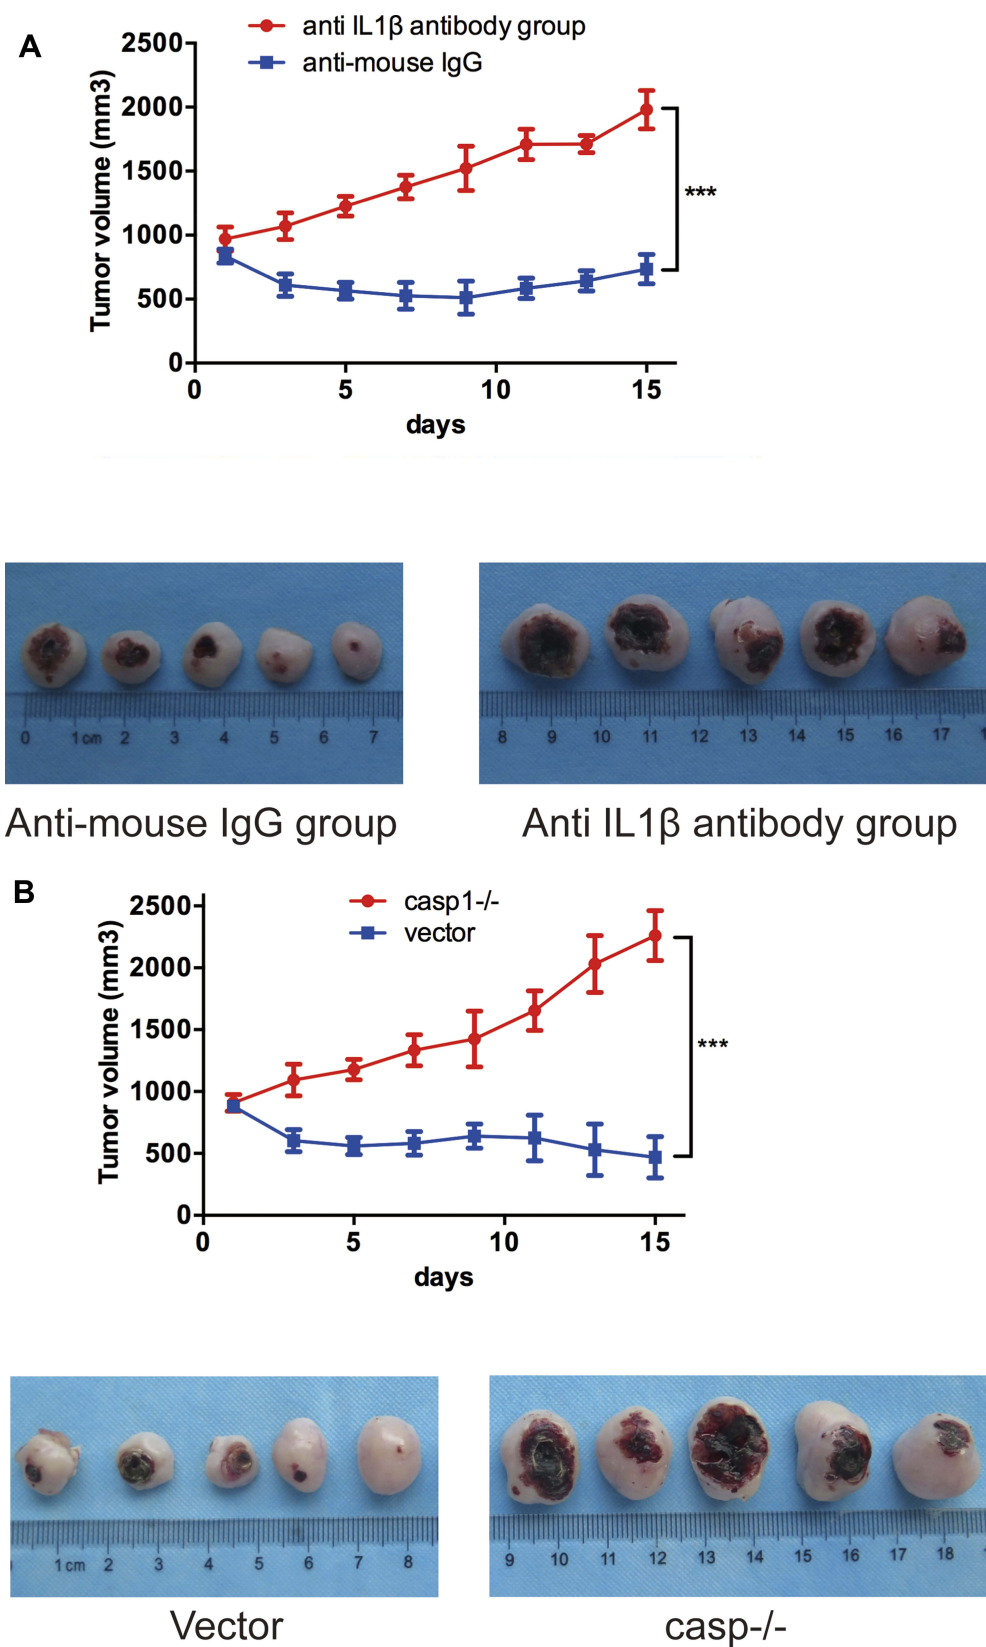 A
anti IL1β antibody group
anti-mouse IgG
Tumor volume (mm3)
2500
2000
1500
1000
500
0
***
0 5 10 15
days
0 1cm 2 3 4 5 6 7
8 9 10 11 12 13 14 15 16 17
Anti-mouse IgG group
Anti IL1β antibody group
B
casp1-/-
vector
Tumor volume (mm3)
2500
2000
1500
1000
500
0
***
0 5 10 15
days
1cm 2 3 4 5 6 7 8
9 10 11 12 13 14 15 16 17 18
Vector
casp-/-